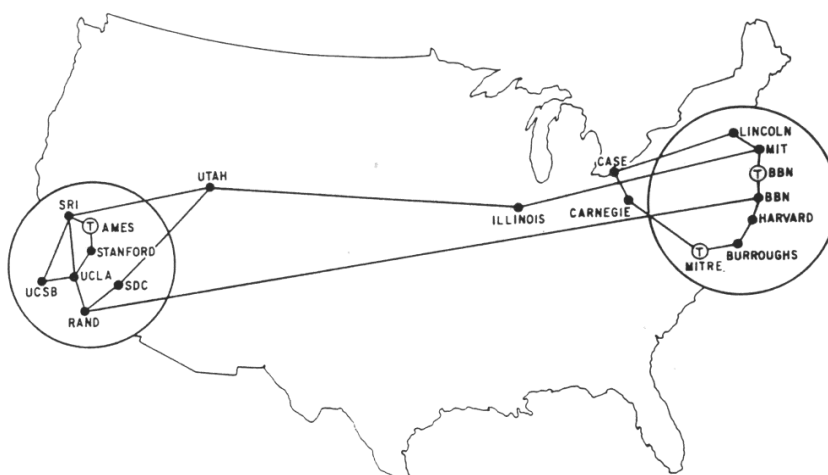 LINCOLN
MIT
CASE
T BBN
UTAH
BBN
SRI
ILLINOIS
CARNEGIE
HARVARD
T AMES
STANFORD
BURROUGHS
T
MITRE
UCLA
SDC
UCSB
RAND